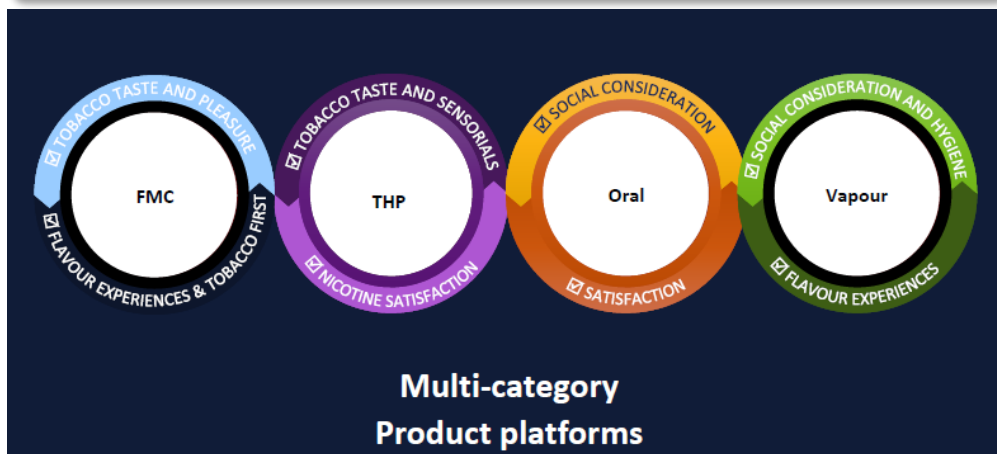 ☑ TOBACCO TASTE AND PLEASURE
FMC
☑ FLAVOUR EXPERIENCES & TOBACCO FIRST
☑ TOBACCO TASTE AND SENSORIALS
THP
☑ NICOTINE SATISFACTION
☑ SOCIAL CONSIDERATION
Oral
☑ SATISFACTION
☑ SOCIAL CONSIDERATION AND HYGIENE
Vapour
☑ FLAVOUR EXPERIENCES
Multi-category
Product platforms